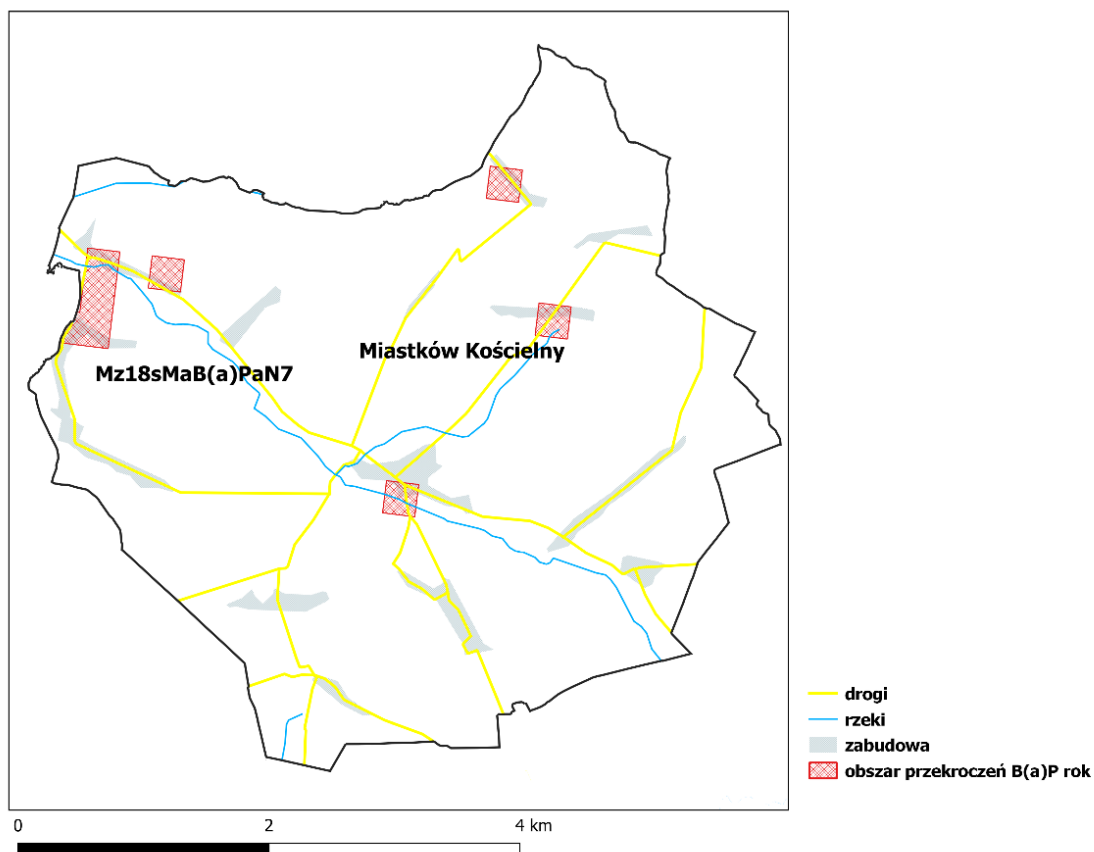 Miastków Kościelny
Mz18sMaB(a)PaN7
drogi
rzeki
zabudowa
obszar przekroczeń B(a)P rok
0 2 4 km